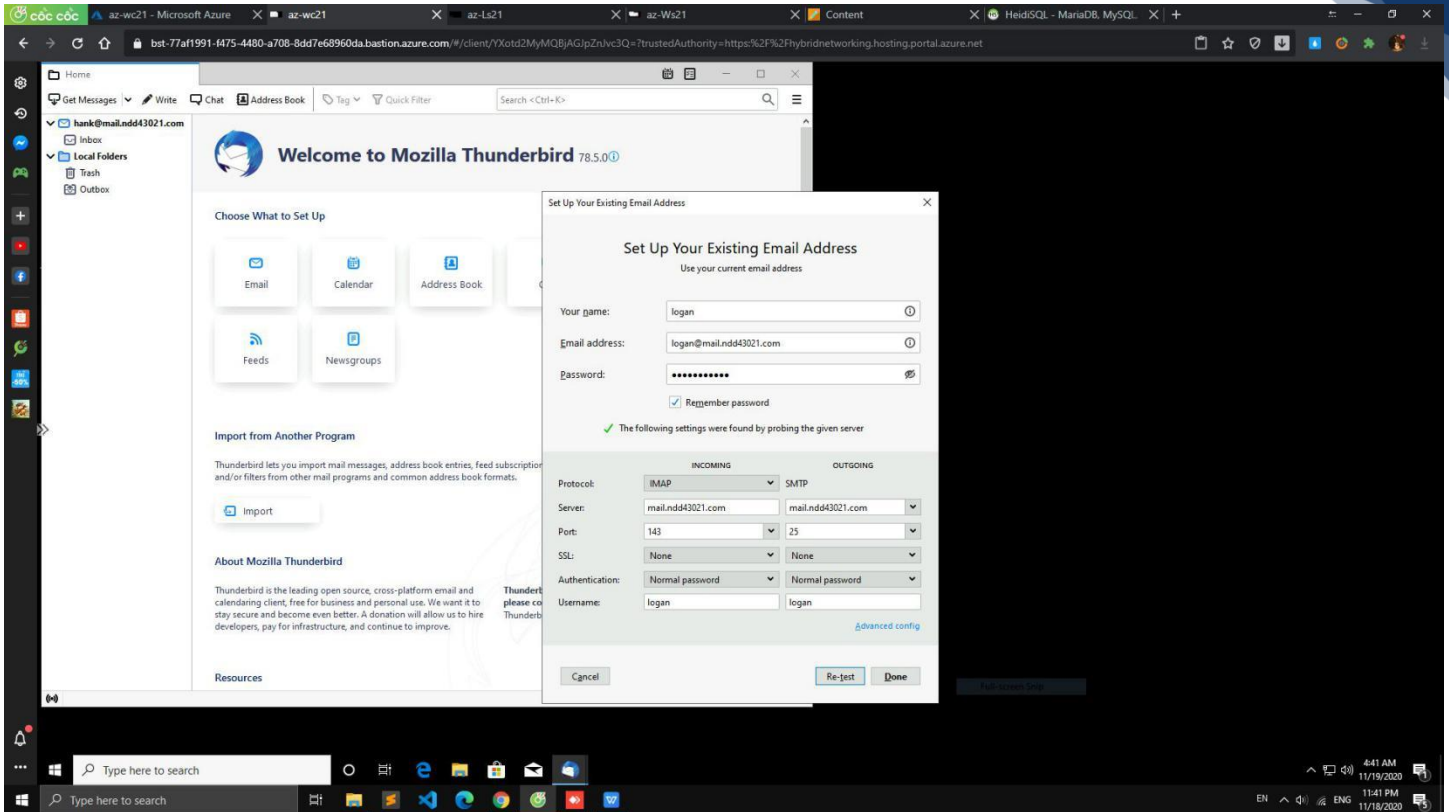 cốc cốc
az-wc21 - Microsoft Azure
az-wc21
az-Ls21
az-Ws21
Content
HeidiSQL - MariaDB, MySQL
bst-77af1991-f475-4480-a708-8dd7e68960da.bastion.azure.com/#/client/YXotd2MyMQBjAGJpZnJvc3Q=?trustedAuthority=https:%2F%2Fhybridnetworking.hosting.portal.azure.net
Home
Get Messages
Write
Chat
Address Book
Tag
Quick Filter
Search <Ctrl+K>
hank@mail.ndd43021.com
Inbox
Local Folders
Trash
Outbox
Welcome to Mozilla Thunderbird 78.5.0
Choose What to Set Up
Email
Calendar
Address Book
Feeds
Newsgroups
Import from Another Program
Thunderbird lets you import mail messages, address book entries, feed subscription
and/or filters from other mail programs and common address book formats.
Import
About Mozilla Thunderbird
Thunderbird is the leading open source, cross-platform email and
calendaring client, free for business and personal use. We want it to
stay secure and become even better. A donation will allow us to hire
developers, pay for infrastructure, and continue to improve.
Thundert
please co
Thunderb
Resources
Set Up Your Existing Email Address
Set Up Your Existing Email Address
Use your current email address
Your name:
logan
Email address:
logan@mail.ndd43021.com
Password:
•••••••••••
Remember password
The following settings were found by probing the given server
INCOMING
OUTGOING
Protocol:
IMAP
SMTP
Server:
mail.ndd43021.com
mail.ndd43021.com
Port:
143
25
SSL:
None
None
Authentication:
Normal password
Normal password
Username:
logan
logan
Advanced config
Cancel
Re-test
Done
Full-screen Snip
Type here to search
4:41 AM
11/19/2020
Type here to search
EN
ENG
11:41 PM
11/18/2020